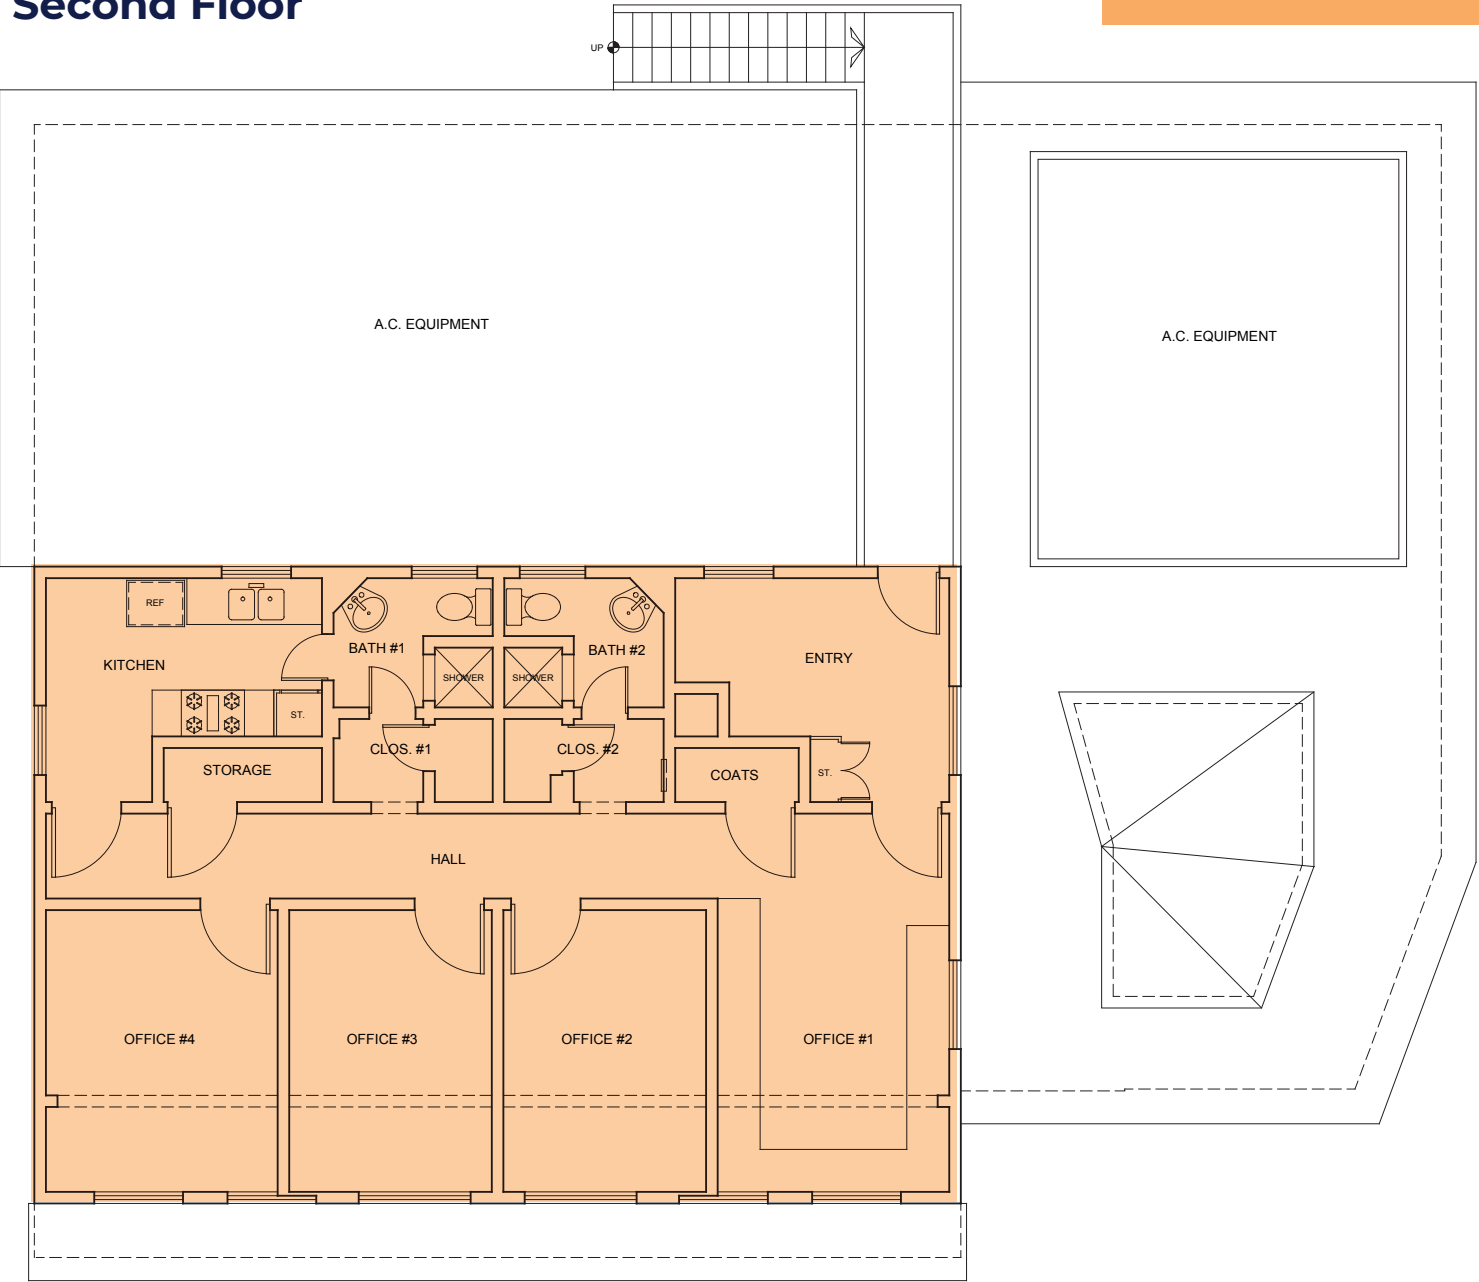 Second Floor
UP
A.C. EQUIPMENT
A.C. EQUIPMENT
REF
KITCHEN
BATH #1
SHOWER
SHOWER
BATH #2
ENTRY
ST.
STORAGE
CLOS. #1
CLOS. #2
COATS
ST.
HALL
OFFICE #4
OFFICE #3
OFFICE #2
OFFICE #1